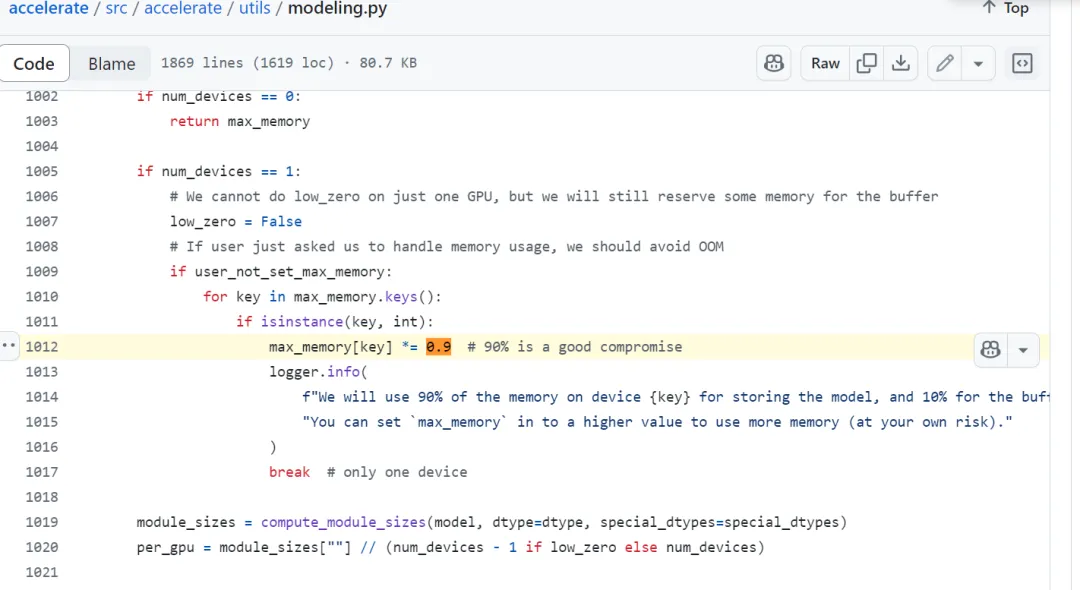 accelerate / src / accelerate / utils / modeling.py
Top
Code Blame 1869 lines (1619 loc) · 80.7 KB
Raw
1002 if num_devices == 0:
1003 return max_memory
1004
1005 if num_devices == 1:
1006 # We cannot do low_zero on just one GPU, but we will still reserve some memory for the buffer
1007 low_zero = False
1008 # If user just asked us to handle memory usage, we should avoid OOM
1009 if user_not_set_max_memory:
1010 for key in max_memory.keys():
1011 if isinstance(key, int):
1012 max_memory[key] *= 0.9 # 90% is a good compromise
1013 logger.info(
1014 f"We will use 90% of the memory on device {key} for storing the model, and 10% for the buf
1015 "You can set `max_memory` in to a higher value to use more memory (at your own risk)."
1016 )
1017 break # only one device
1018
1019 module_sizes = compute_module_sizes(model, dtype=dtype, special_dtypes=special_dtypes)
1020 per_gpu = module_sizes[""] // (num_devices - 1 if low_zero else num_devices)
1021